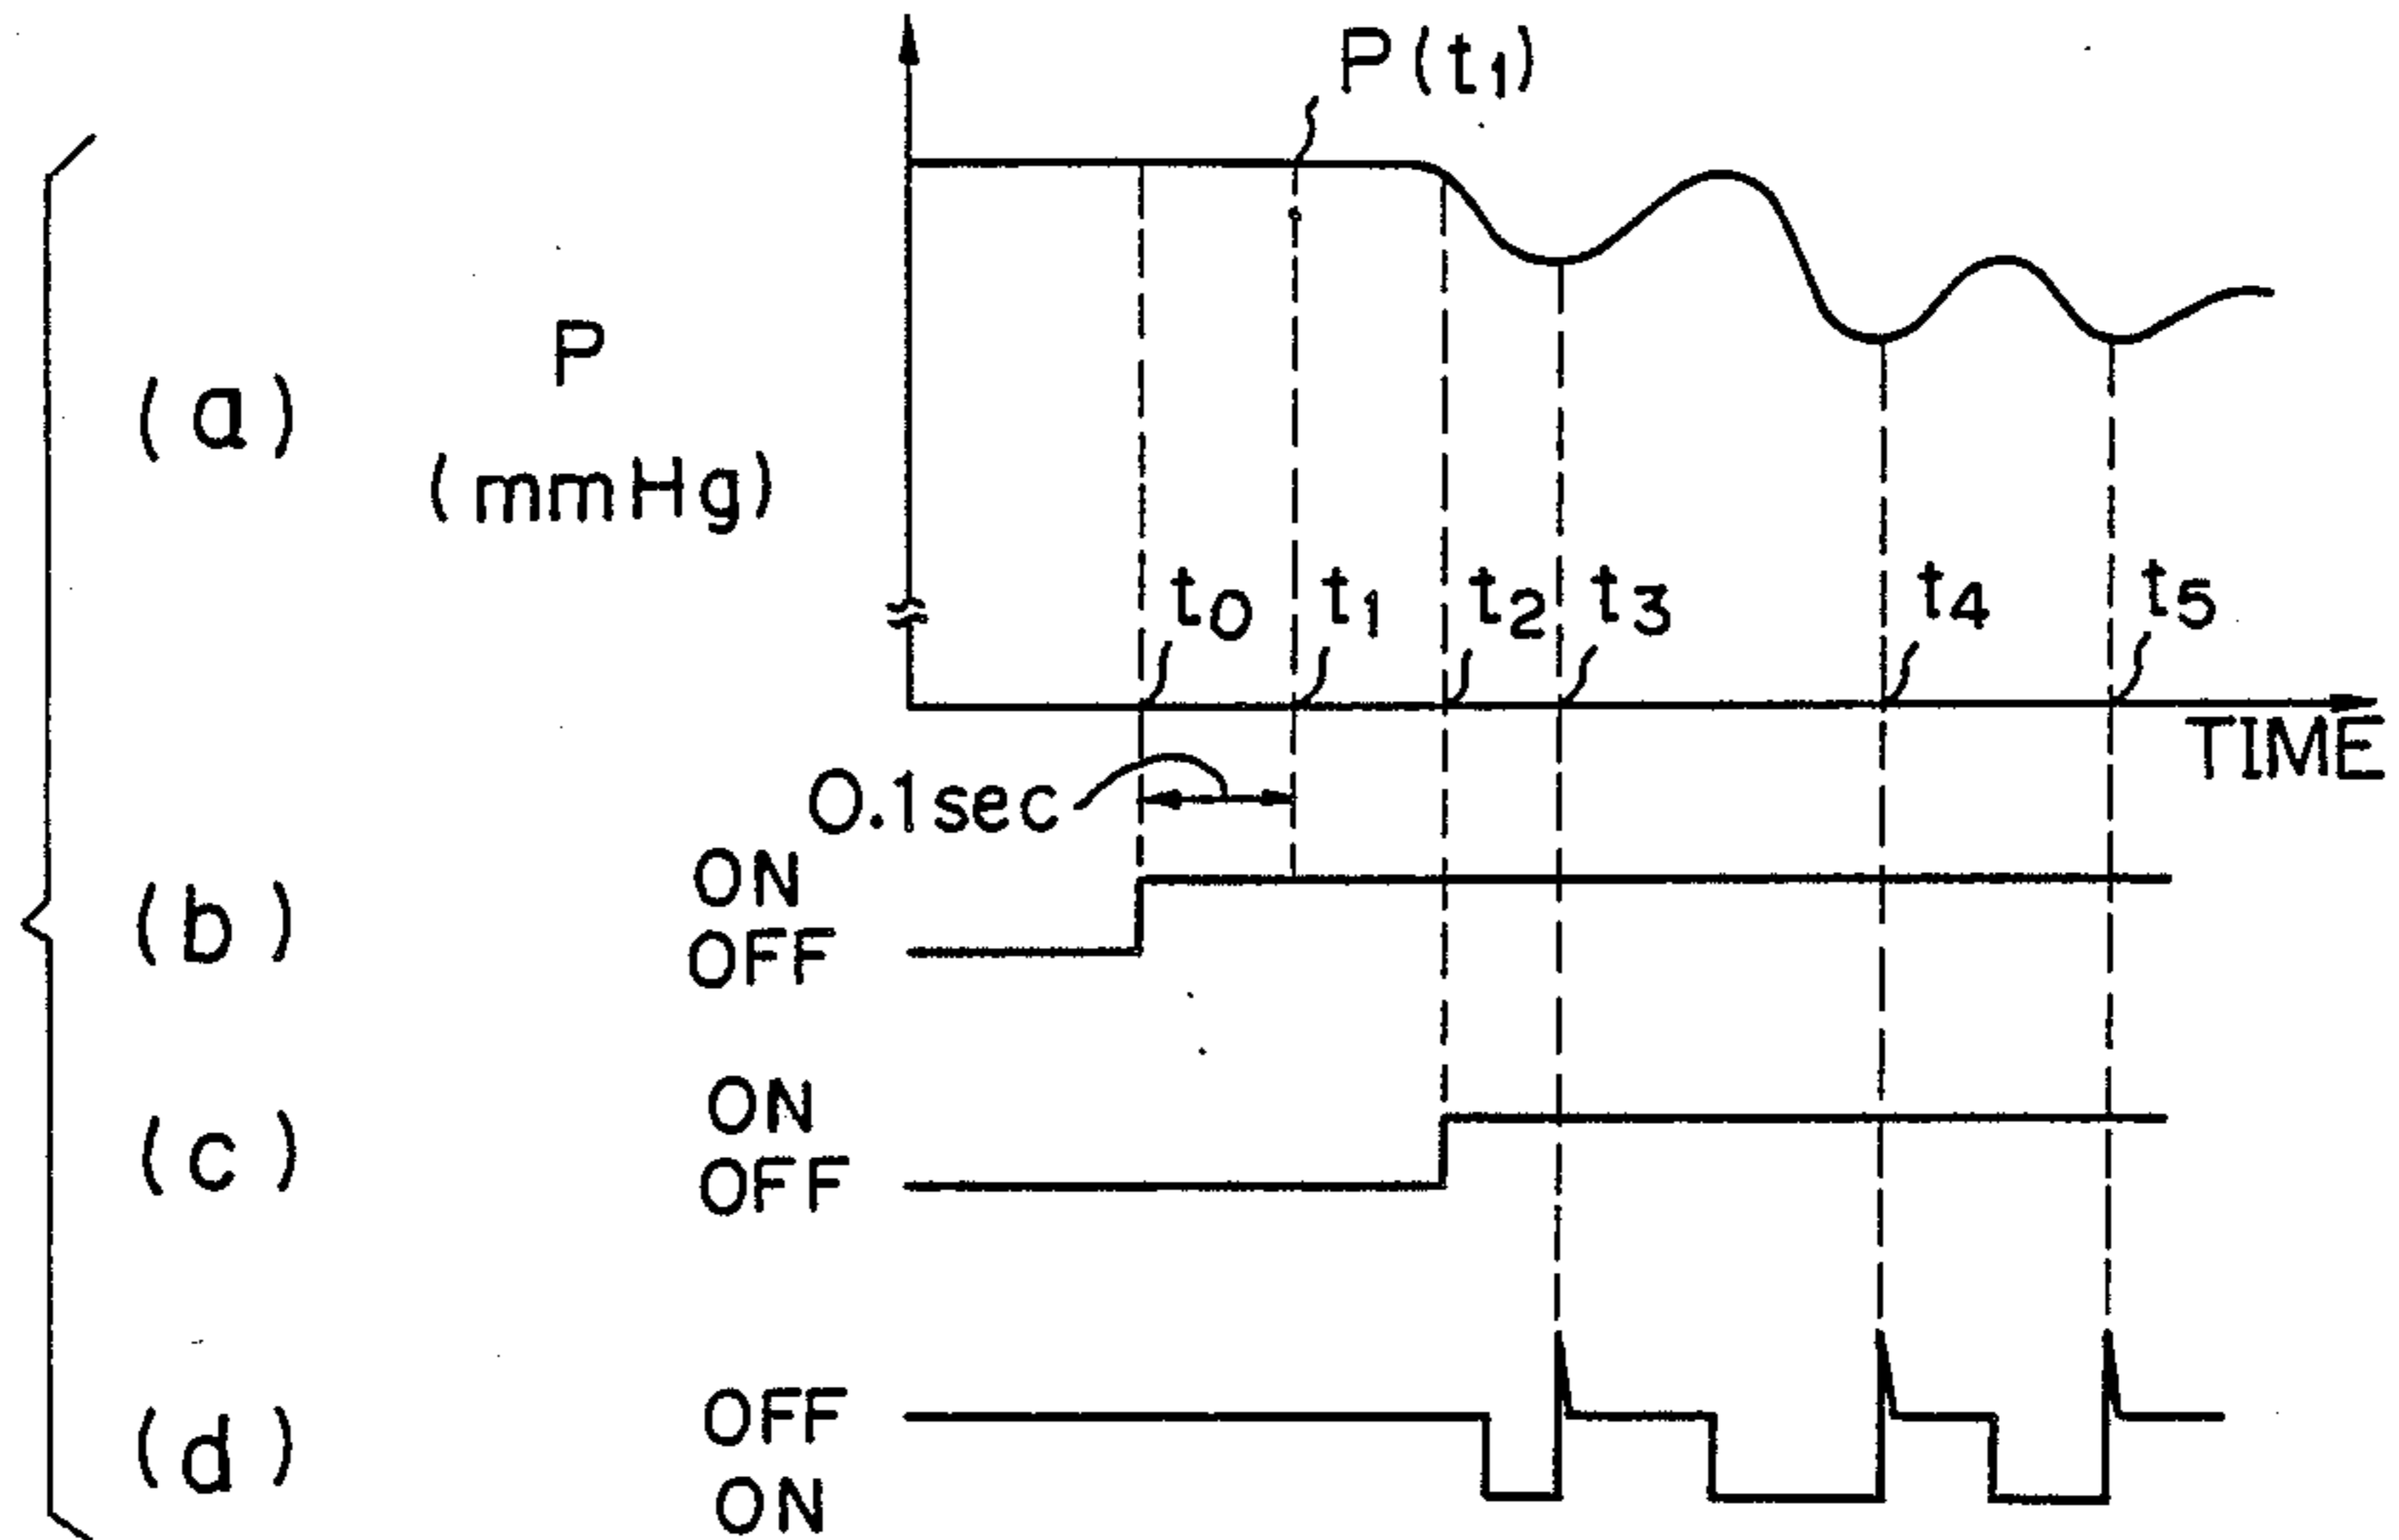 P(t1)
(a)
P
(mmHg)
t0
t1
t2
t3
t4
t5
TIME
0.1sec
(b)
ON
OFF
(c)
ON
OFF
(d)
OFF
ON